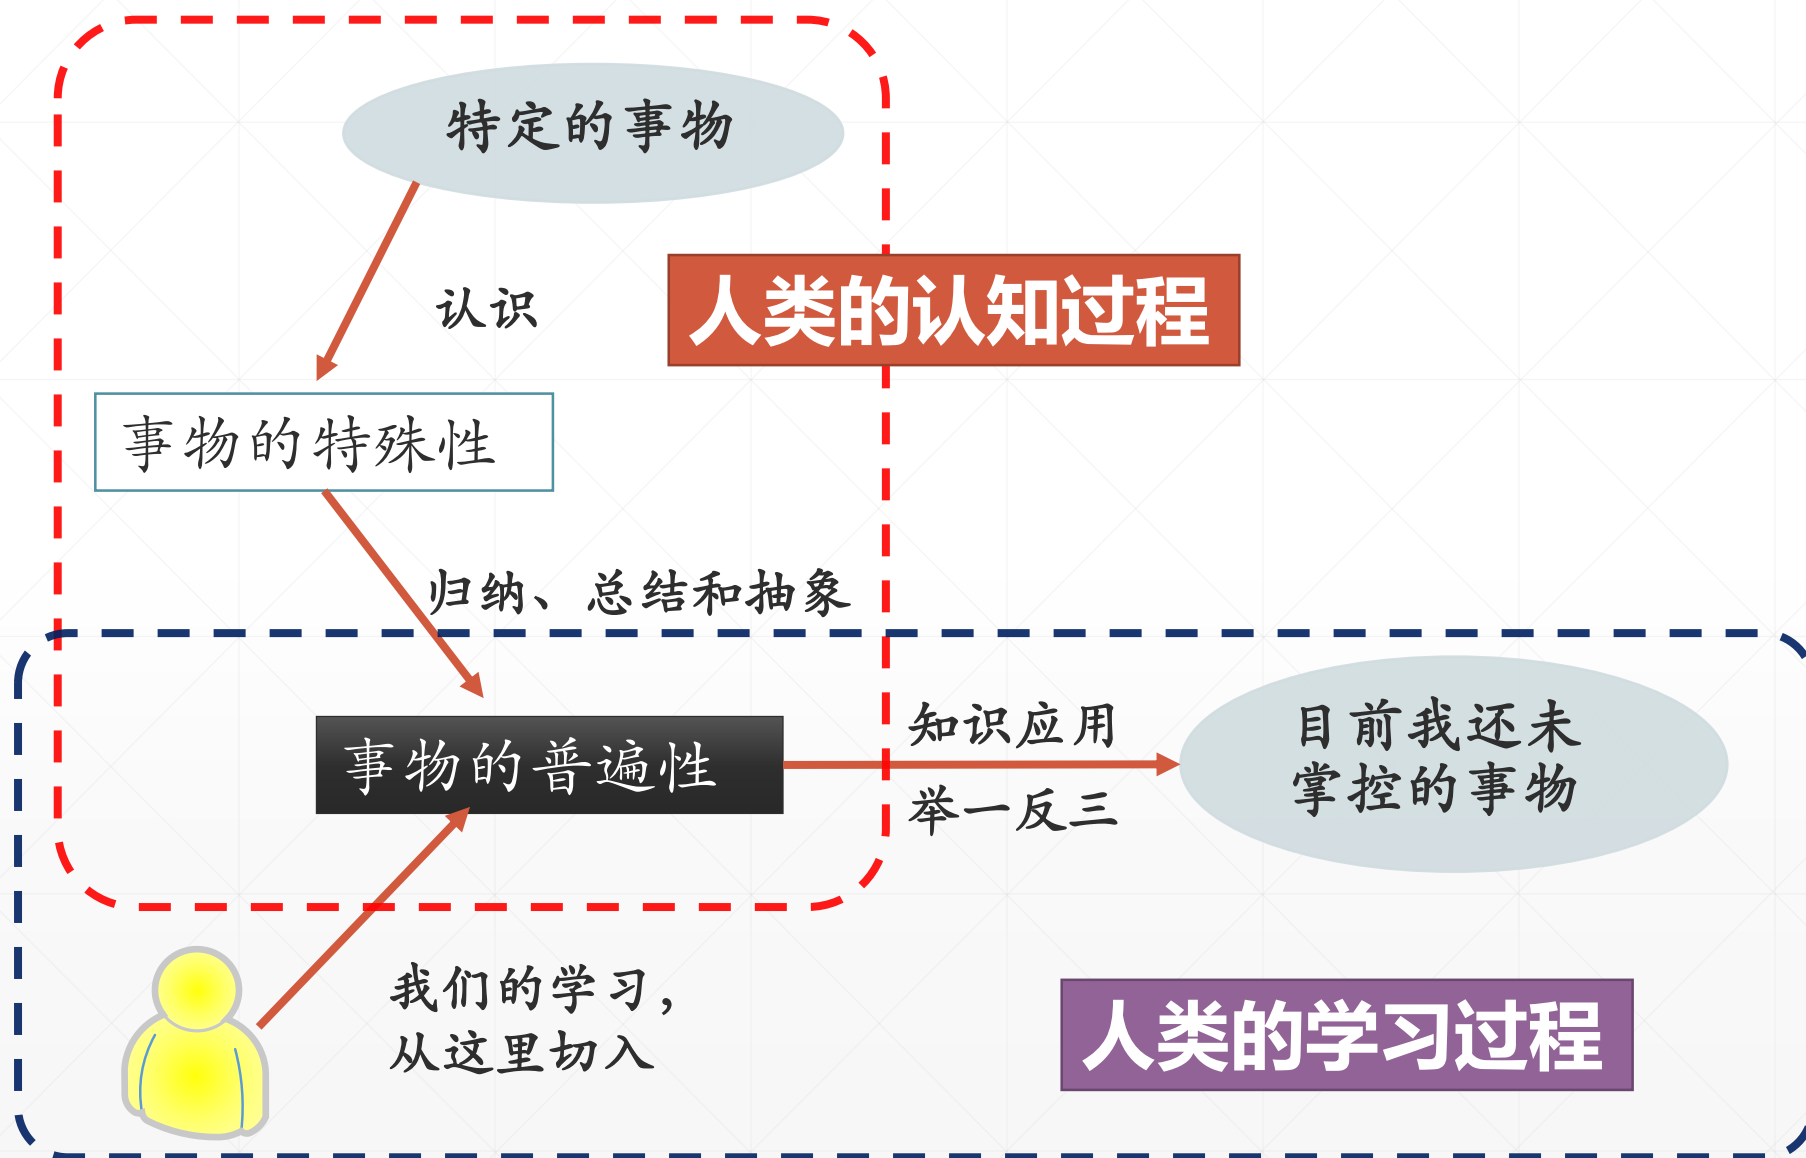 特定的事物
认识
人类的认知过程
事物的特殊性
归纳、总结和抽象
知识应用
事物的普遍性
举一反三
目前我还未
掌控的事物
我们的学习，
从这里切入
人类的学习过程